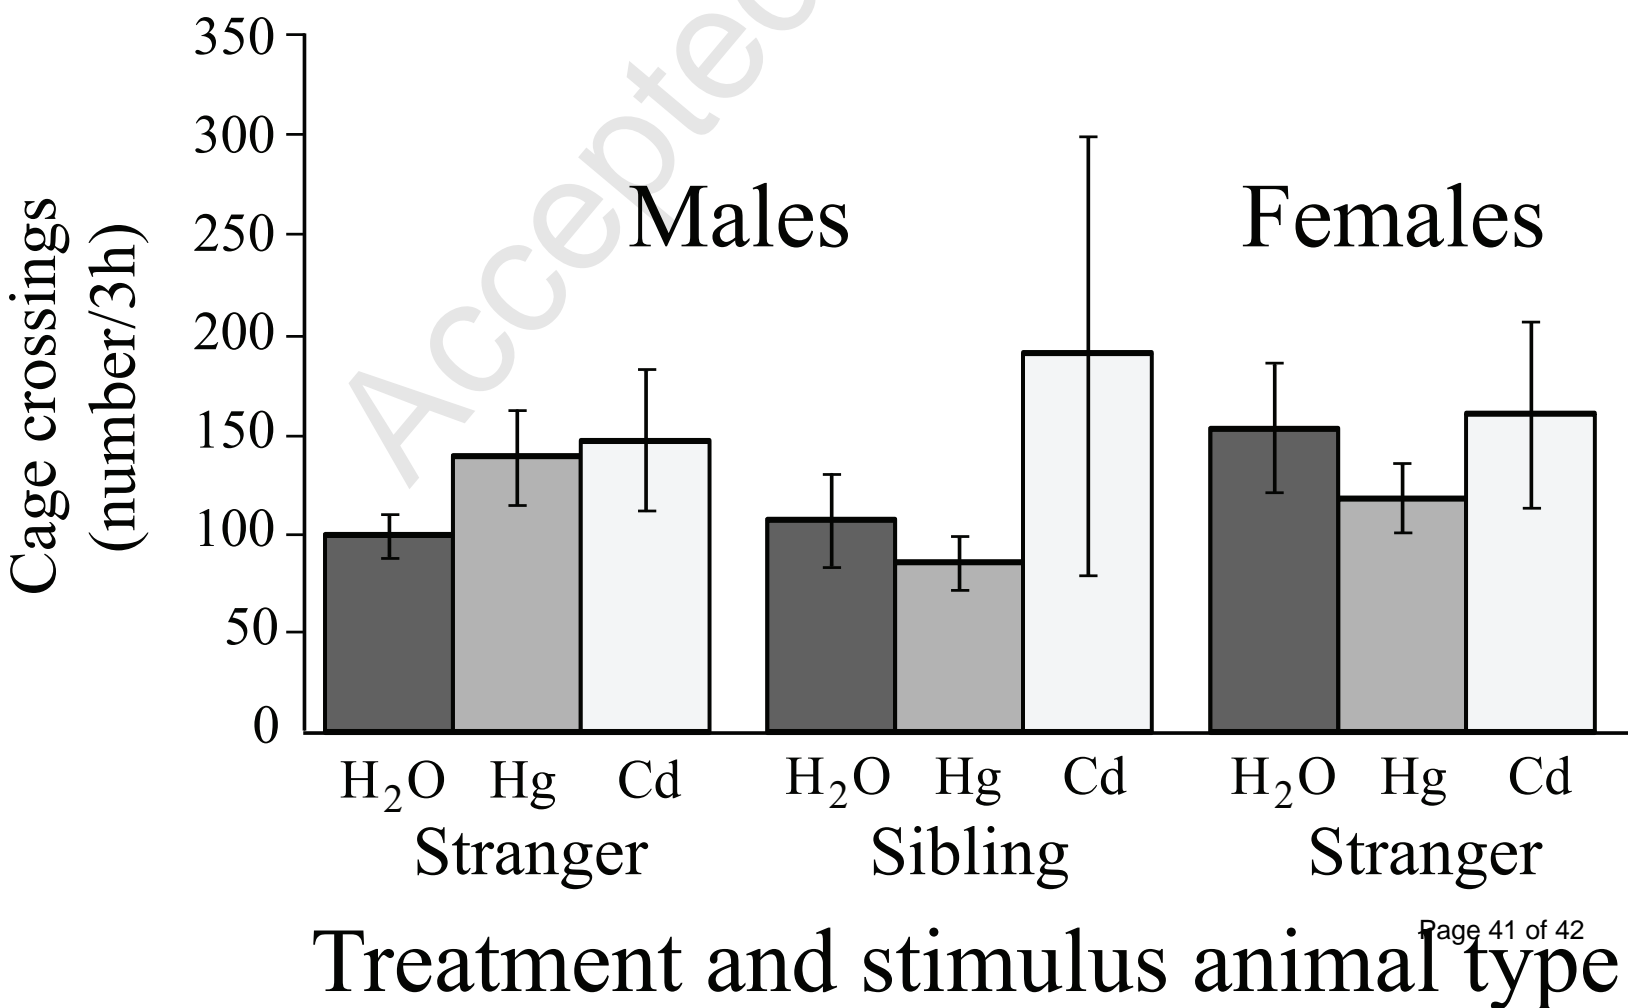 350
300
250
200
150
100
50
0
Cage crossings
(number/3h)
Accepted
Males
Females
H₂O Hg Cd H₂O Hg Cd H₂O Hg Cd
Stranger Sibling Stranger
Page 41 of 42
Treatment and stimulus animal type